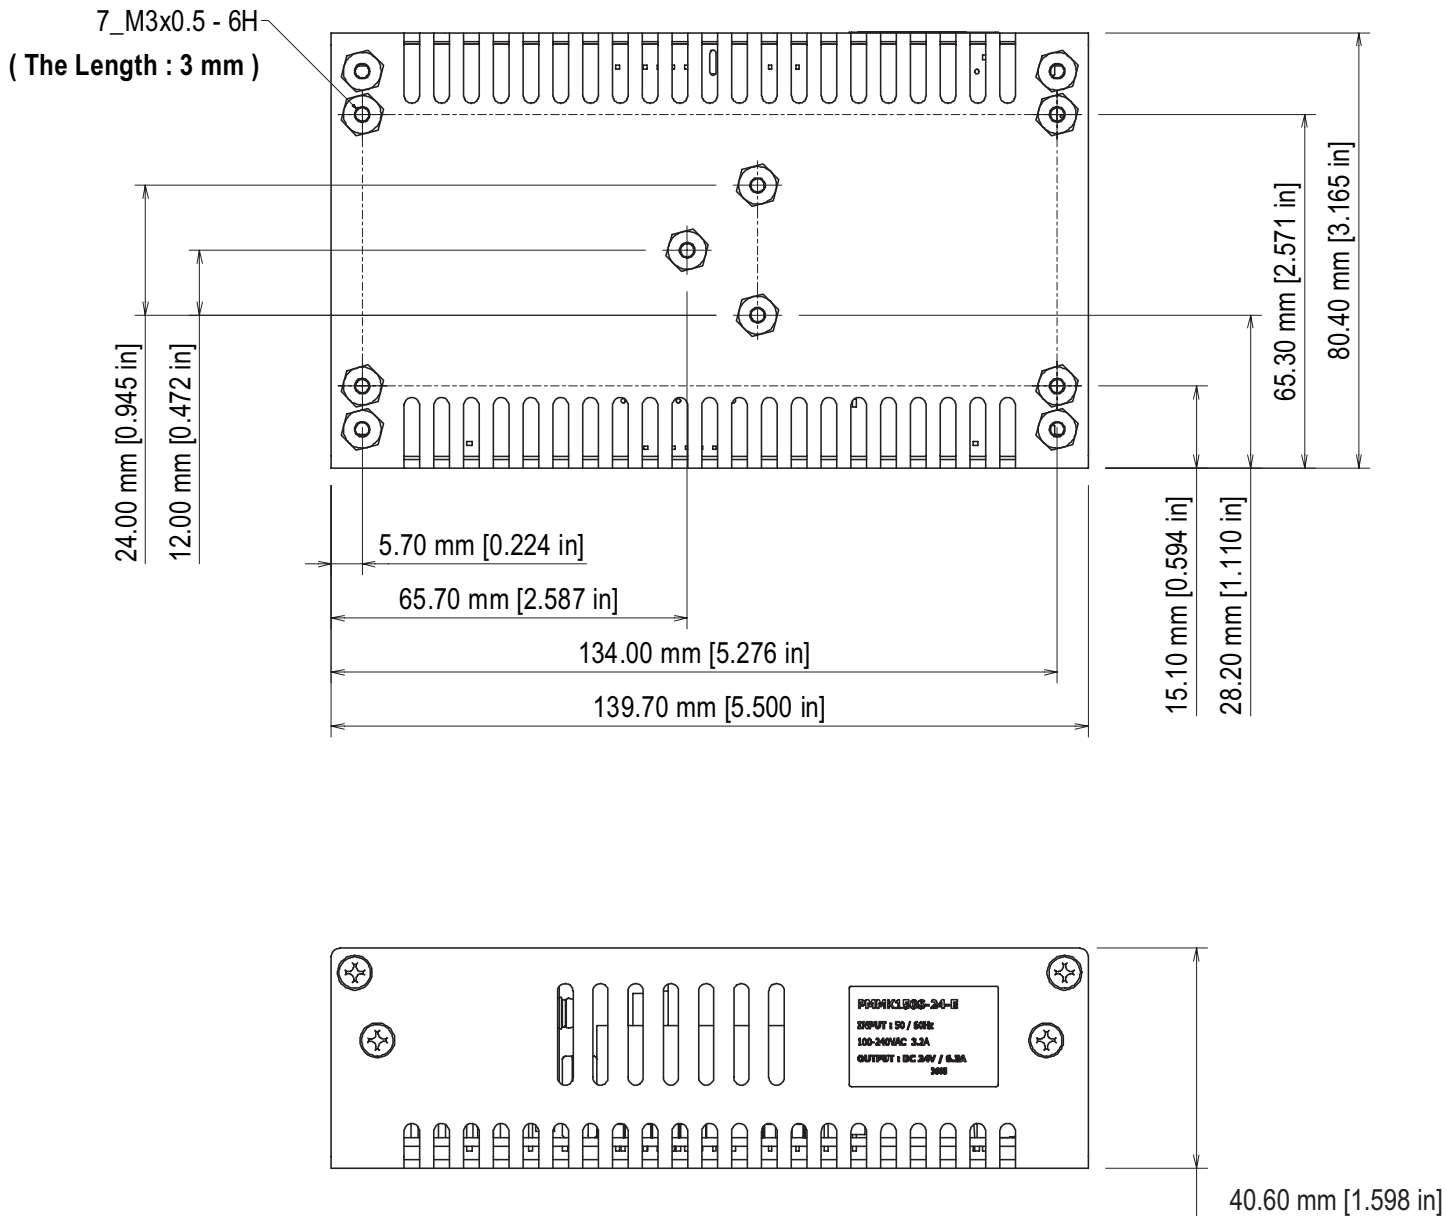 7_M3x0.5 - 6H
( The Length : 3 mm )
24.00 mm [0.945 in]
12.00 mm [0.472 in]
65.30 mm [2.571 in]
80.40 mm [3.165 in]
15.10 mm [0.594 in]
28.20 mm [1.110 in]
5.70 mm [0.224 in]
65.70 mm [2.587 in]
134.00 mm [5.276 in]
139.70 mm [5.500 in]
INPUT : 50 / 60Hz
100-240VAC 3.2A
OUTPUT : DC 24V /
40.60 mm [1.598 in]